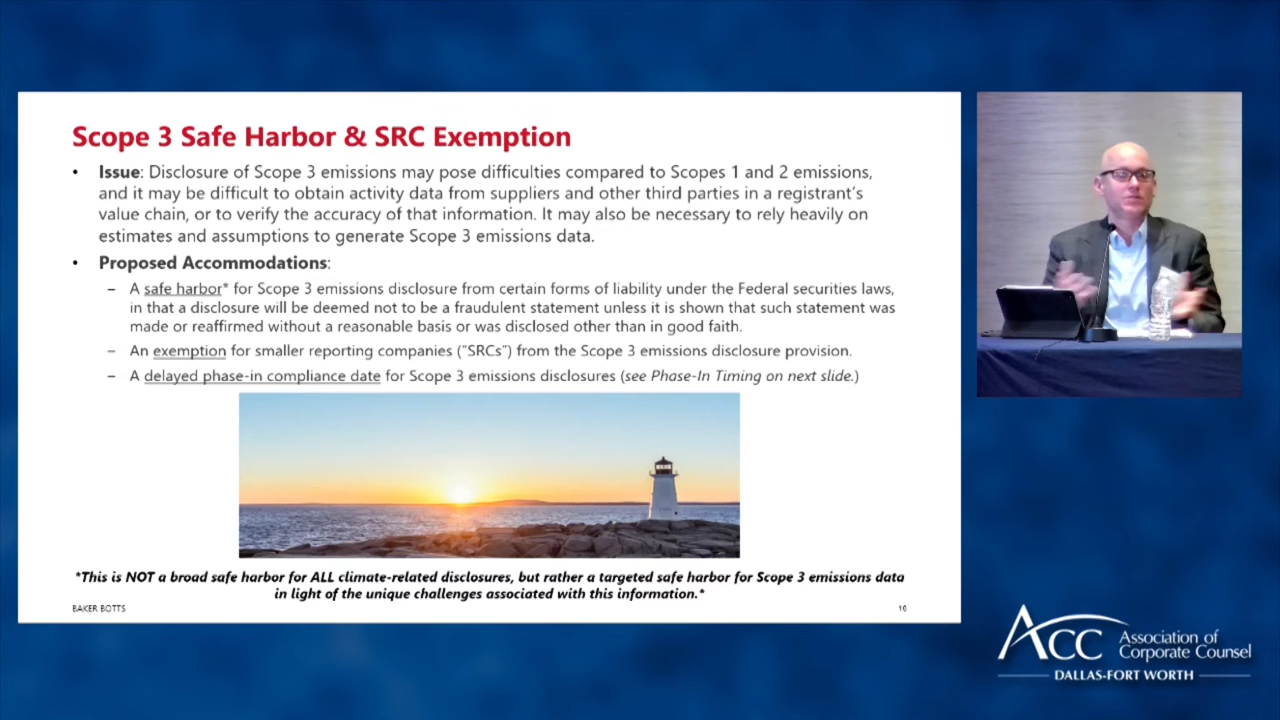 Scope 3 Safe Harbor & SRC Exemption
• Issue: Disclosure of Scope 3 emissions may pose difficulties compared to Scopes 1 and 2 emissions,
and it may be difficult to obtain activity data from suppliers and other third parties in a registrant's
value chain, or to verify the accuracy of that information. It may also be necessary to rely heavily on
estimates and assumptions to generate Scope 3 emissions data.
• Proposed Accommodations:
– A safe harbor* for Scope 3 emissions disclosure from certain forms of liability under the Federal securities laws,
in that a disclosure will be deemed not to be a fraudulent statement unless it is shown that such statement was
made or reaffirmed without a reasonable basis or was disclosed other than in good faith.
– An exemption for smaller reporting companies ("SRCs") from the Scope 3 emissions disclosure provision.
– A delayed phase-in compliance date for Scope 3 emissions disclosures (see Phase-In Timing on next slide.)
*This is NOT a broad safe harbor for ALL climate-related disclosures, but rather a targeted safe harbor for Scope 3 emissions data
in light of the unique challenges associated with this information.*
BAKER BOTTS
16
ACC
Association of
Corporate Counsel
DALLAS-FORT WORTH